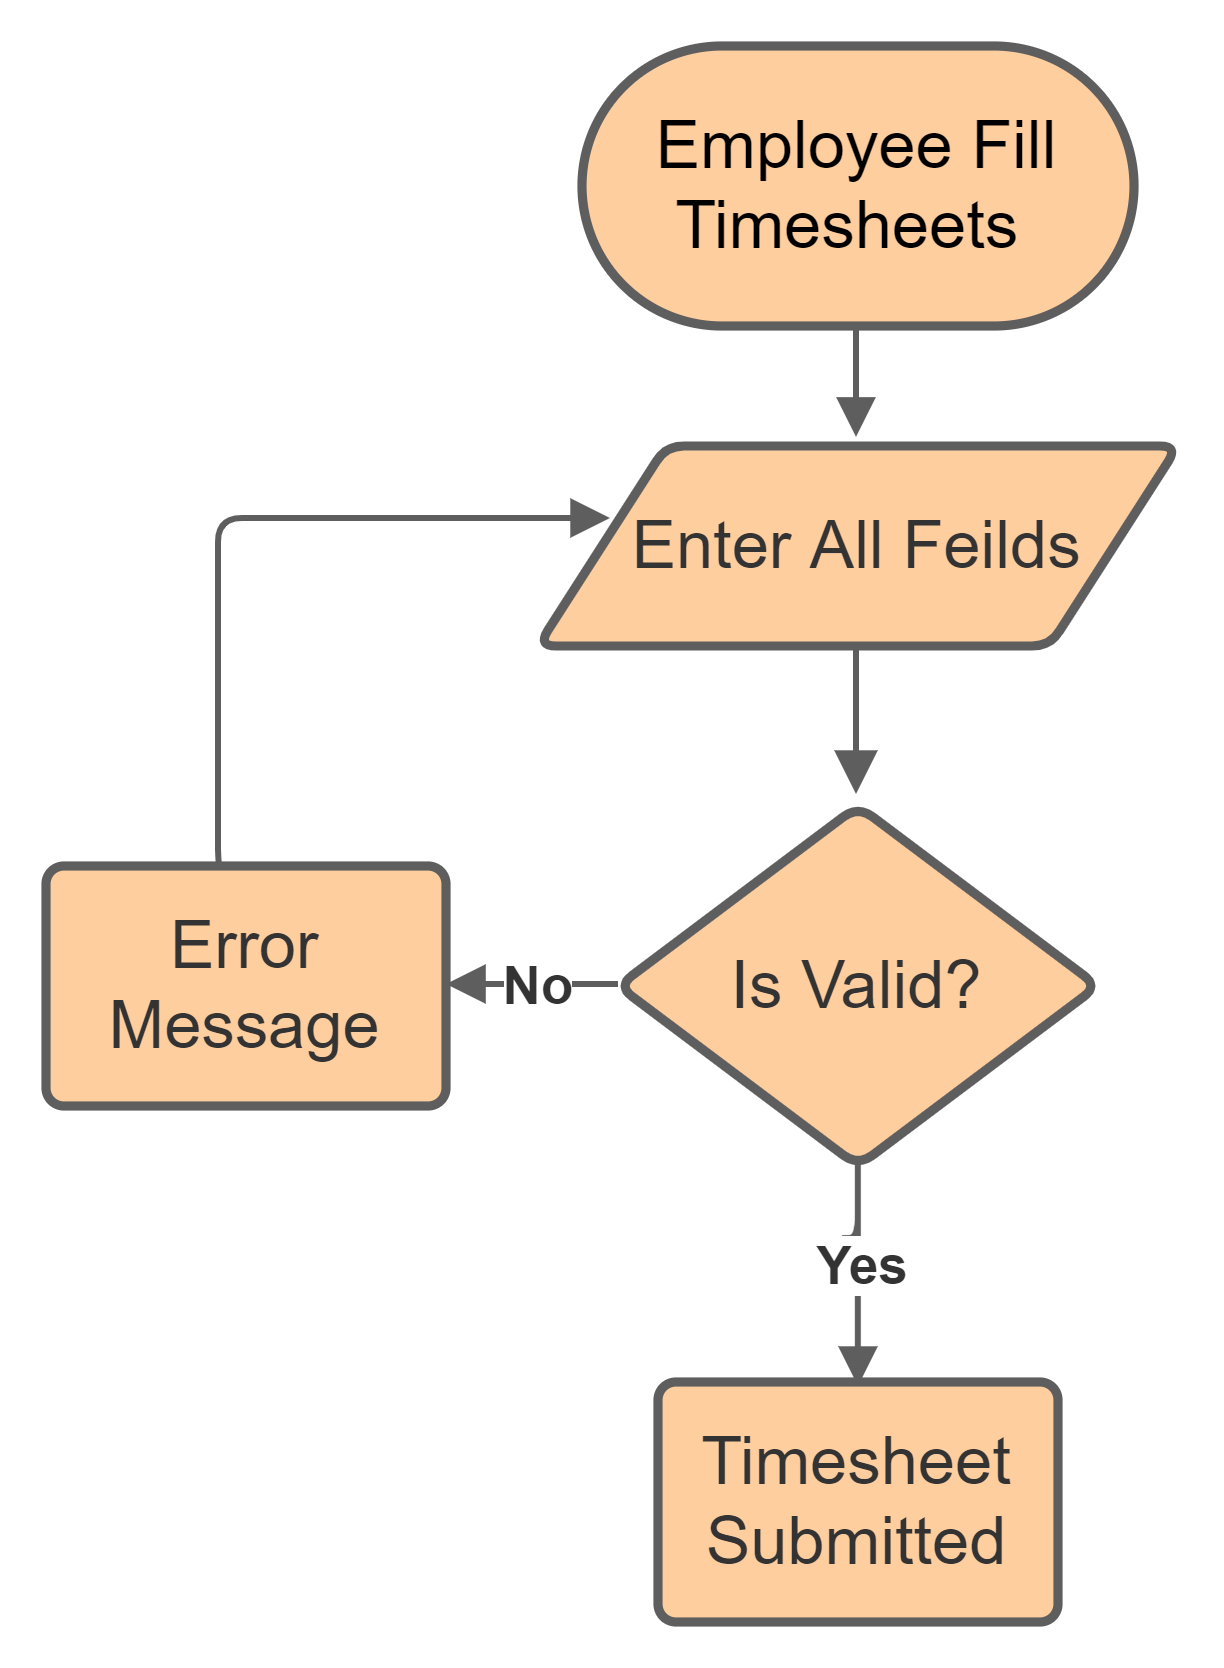 Employee Fill
Timesheets
Enter All Feilds
Is Valid?
No
Error
Message
Yes
Timesheet
Submitted